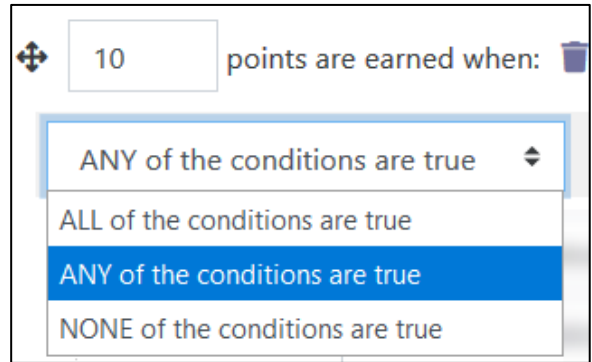 10 points are earned when:
ANY of the conditions are true
ALL of the conditions are true
ANY of the conditions are true
NONE of the conditions are true